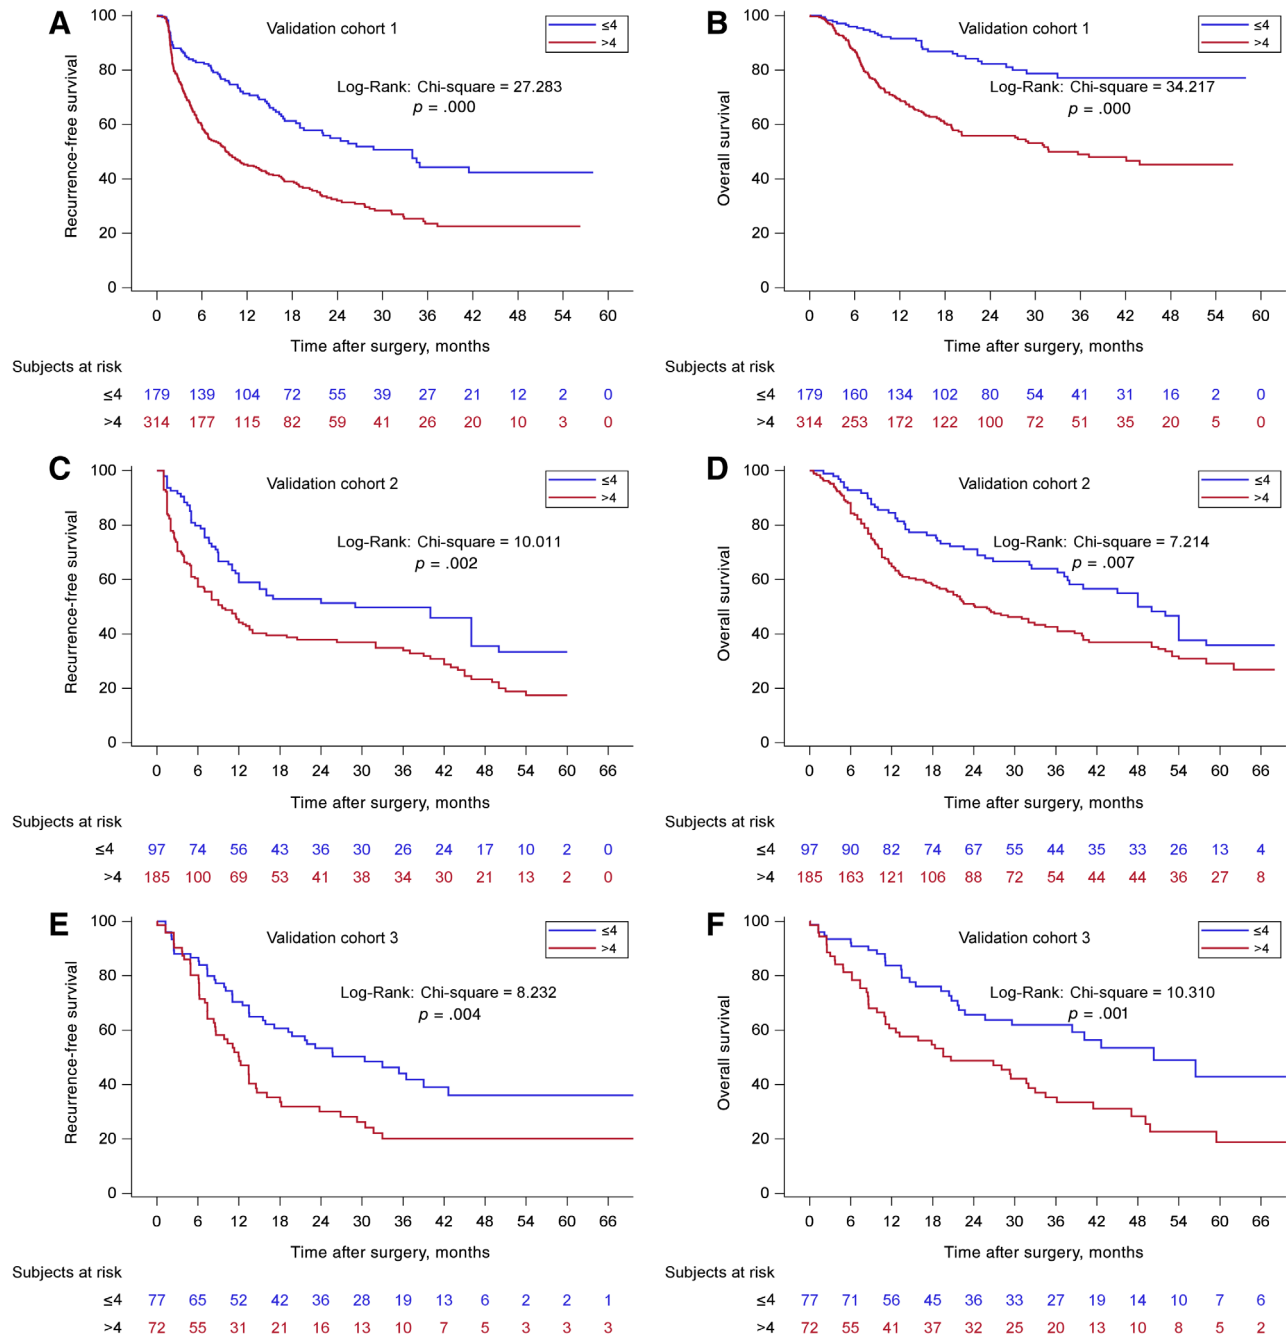 A
Validation cohort 1
≤4
>4
Log-Rank: Chi-square = 27.283
p = .000
Recurrence-free survival
100
80
60
40
20
0
0 6 12 18 24 30 36 42 48 54 60
Time after surgery, months
Subjects at risk
≤4 179 139 104 72 55 39 27 21 12 2 0
>4 314 177 115 82 59 41 26 20 10 3 0
B
Validation cohort 1
≤4
>4
Log-Rank: Chi-square = 34.217
p = .000
Overall survival
100
80
60
40
20
0
0 6 12 18 24 30 36 42 48 54 60
Time after surgery, months
Subjects at risk
≤4 179 160 134 102 80 54 41 31 16 2 0
>4 314 253 172 122 100 72 51 35 20 5 0
C
Validation cohort 2
≤4
>4
Log-Rank: Chi-square = 10.011
p = .002
Recurrence-free survival
100
80
60
40
20
0
0 6 12 18 24 30 36 42 48 54 60 66
Time after surgery, months
Subjects at risk
≤4 97 74 56 43 36 30 26 24 17 10 2 0
>4 185 100 69 53 41 38 34 30 21 13 2 0
D
Validation cohort 2
≤4
>4
Log-Rank: Chi-square = 7.214
p = .007
Overall survival
100
80
60
40
20
0
0 6 12 18 24 30 36 42 48 54 60 66
Time after surgery, months
Subjects at risk
≤4 97 90 82 74 67 55 44 35 33 26 13 4
>4 185 163 121 106 88 72 54 44 44 36 27 8
E
Validation cohort 3
≤4
>4
Log-Rank: Chi-square = 8.232
p = .004
Recurrence-free survival
100
80
60
40
20
0
0 6 12 18 24 30 36 42 48 54 60 66
Time after surgery, months
Subjects at risk
≤4 77 65 52 42 36 28 19 13 6 2 2 1
>4 72 55 31 21 16 13 10 7 5 3 3 3
F
Validation cohort 3
≤4
>4
Log-Rank: Chi-square = 10.310
p = .001
Overall survival
100
80
60
40
20
0
0 6 12 18 24 30 36 42 48 54 60 66
Time after surgery, months
Subjects at risk
≤4 77 71 56 45 36 33 27 19 14 10 7 6
>4 72 55 41 37 32 25 20 13 10 8 5 2